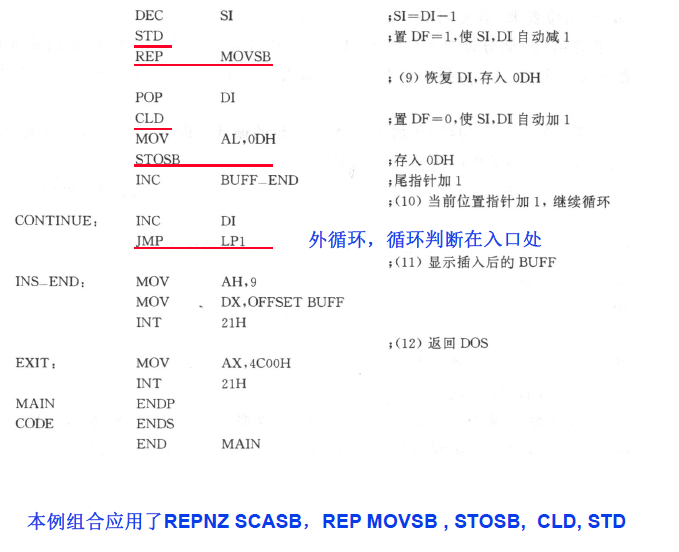 DEC SI ;SI=DI-1
STD ;置 DF=1,使 SI,DI 自动减 1
REP MOVSB
;(9) 恢复 DI,存入 0DH
POP DI
CLD ;置 DF=0,使 SI,DI 自动加 1
MOV AL,0DH
STOSB ;存入 0DH
INC BUFF_END ;尾指针加 1
;(10) 当前位置指针加 1, 继续循环
CONTINUE: INC DI
JMP LP1 外循环，循环判断在入口处
;(11) 显示插入后的 BUFF
INS_END: MOV AH,9
MOV DX,OFFSET BUFF
INT 21H
;(12) 返回 DOS
EXIT: MOV AX,4C00H
INT 21H
MAIN ENDP
CODE ENDS
END MAIN
本例组合应用了REPNZ SCASB，REP MOVSB , STOSB, CLD, STD